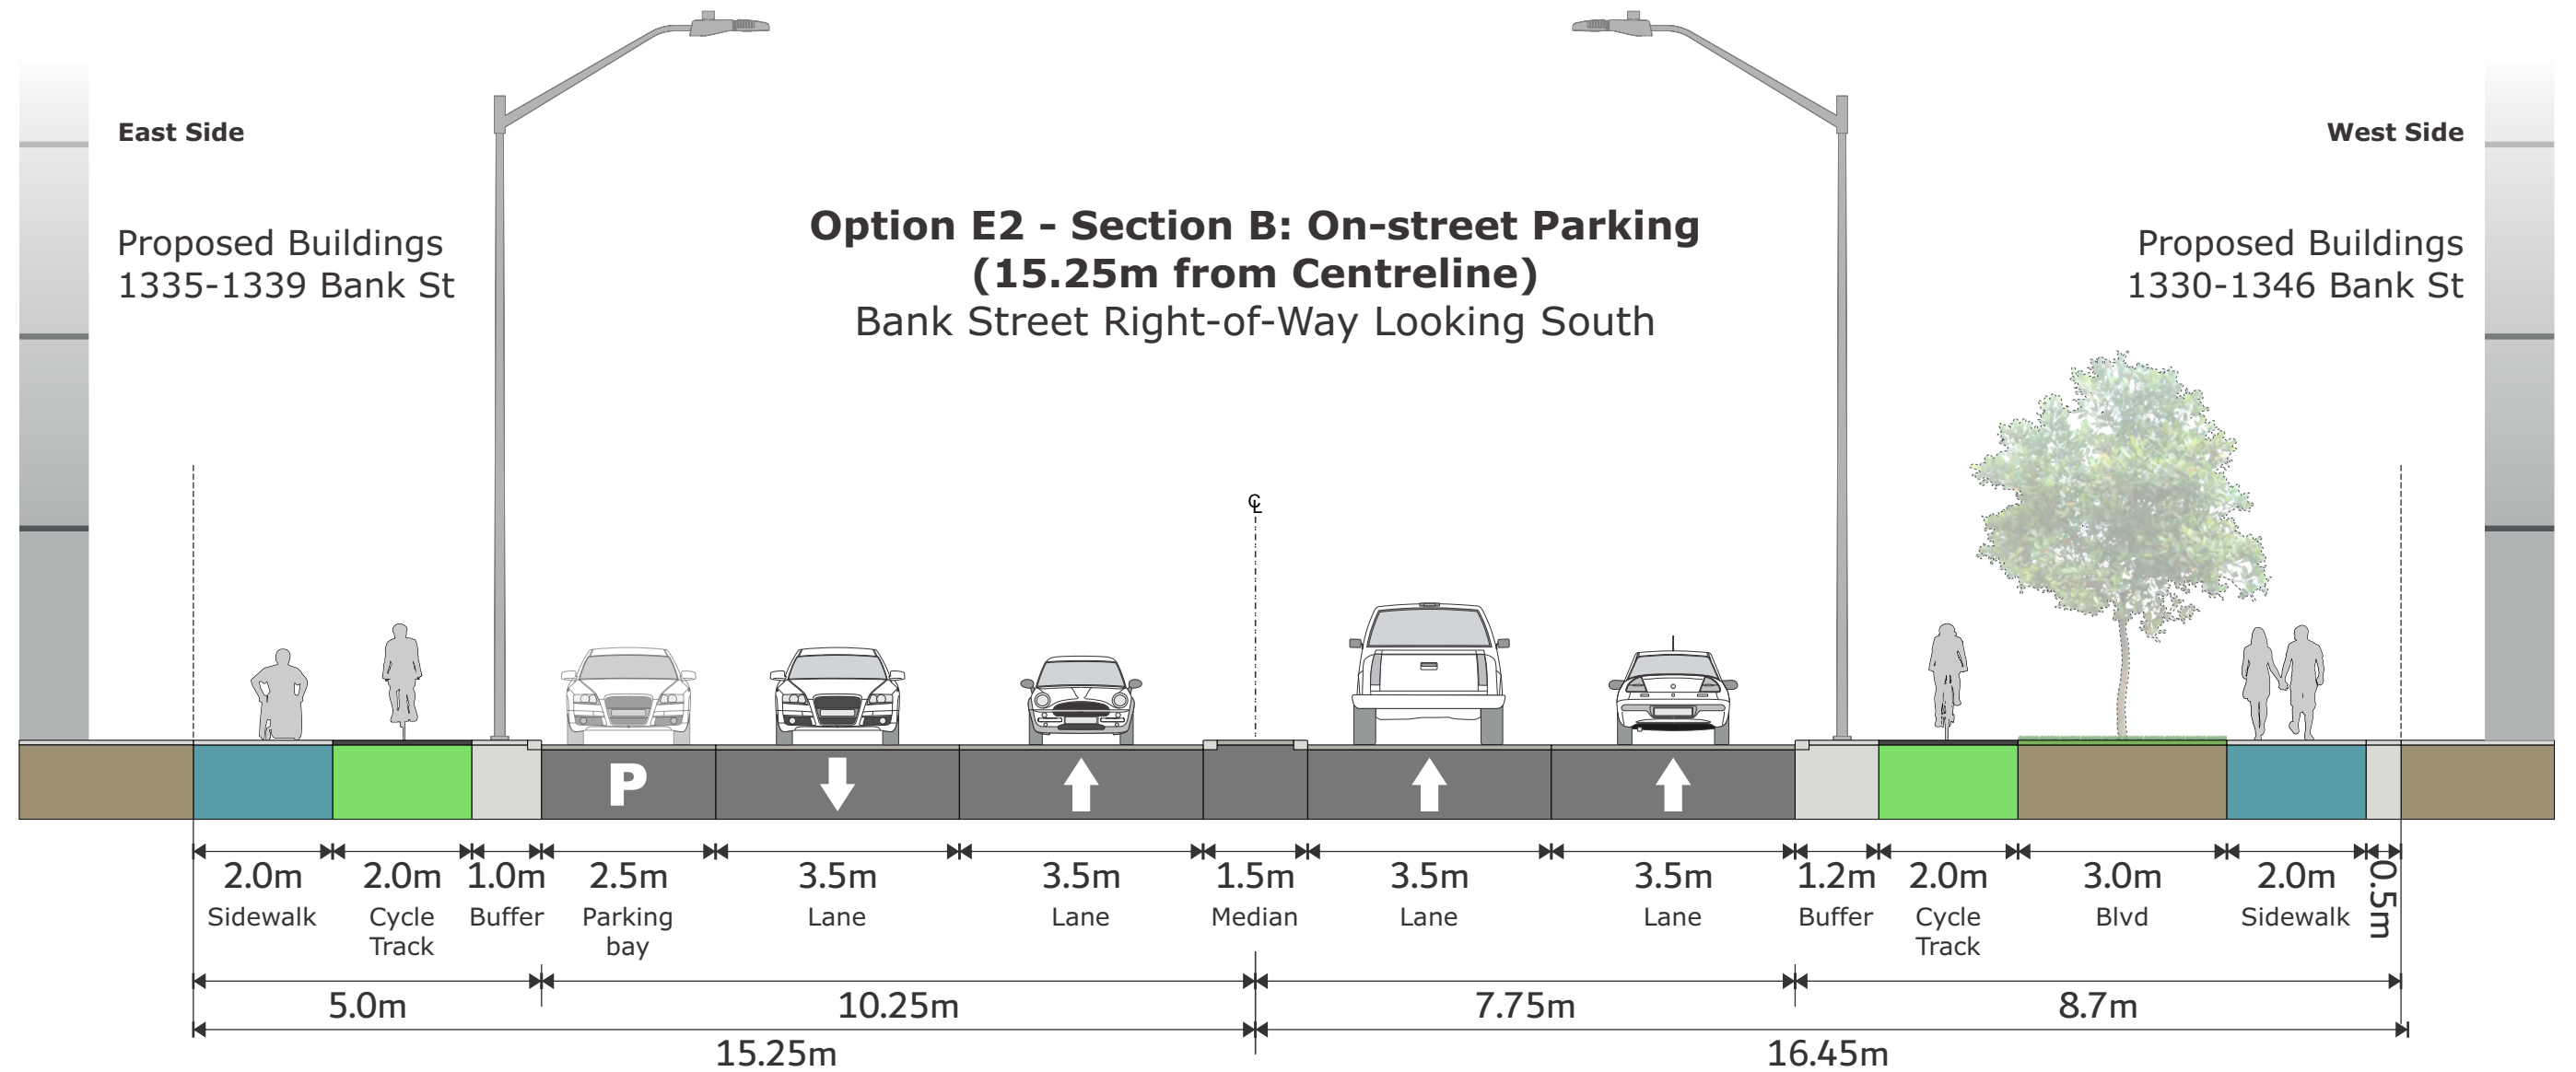 East Side
West Side
Option E2 - Section B: On-street Parking
(15.25m from Centreline)
Bank Street Right-of-Way Looking South
Proposed Buildings
1335-1339 Bank St
Proposed Buildings
1330-1346 Bank St
℄
P
2.0m
Sidewalk
2.0m
Cycle
Track
1.0m
Buffer
2.5m
Parking
bay
3.5m
Lane
3.5m
Lane
1.5m
Median
3.5m
Lane
3.5m
Lane
1.2m
Buffer
2.0m
Cycle
Track
3.0m
Blvd
2.0m
Sidewalk
0.5m
5.0m
10.25m
7.75m
8.7m
15.25m
16.45m